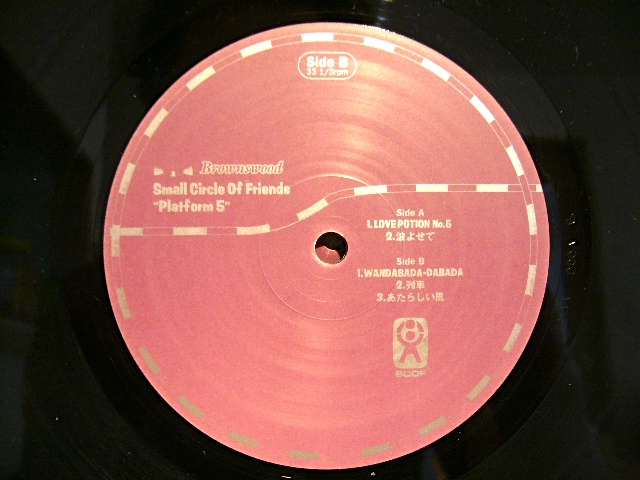 Side B
33 1/3rpm
Brownswood
Small Circle Of Friends
"Platform 5"
Side A
1.LOVE POTION No.5
2.波よせて
Side B
1.WANDABADA-DABADA
2.列車
3.あたらしい風
SCOF